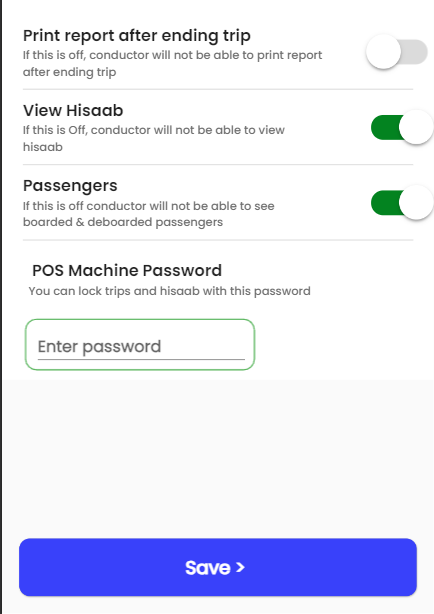 Print report after ending trip
If this is off, conductor will not be able to print report
after ending trip
View Hisaab
If this is Off, conductor will not be able to view
hisaab
Passengers
If this is off conductor will not be able to see
boarded & deboarded passengers
POS Machine Password
You can lock trips and hisaab with this password
Enter password
Save >